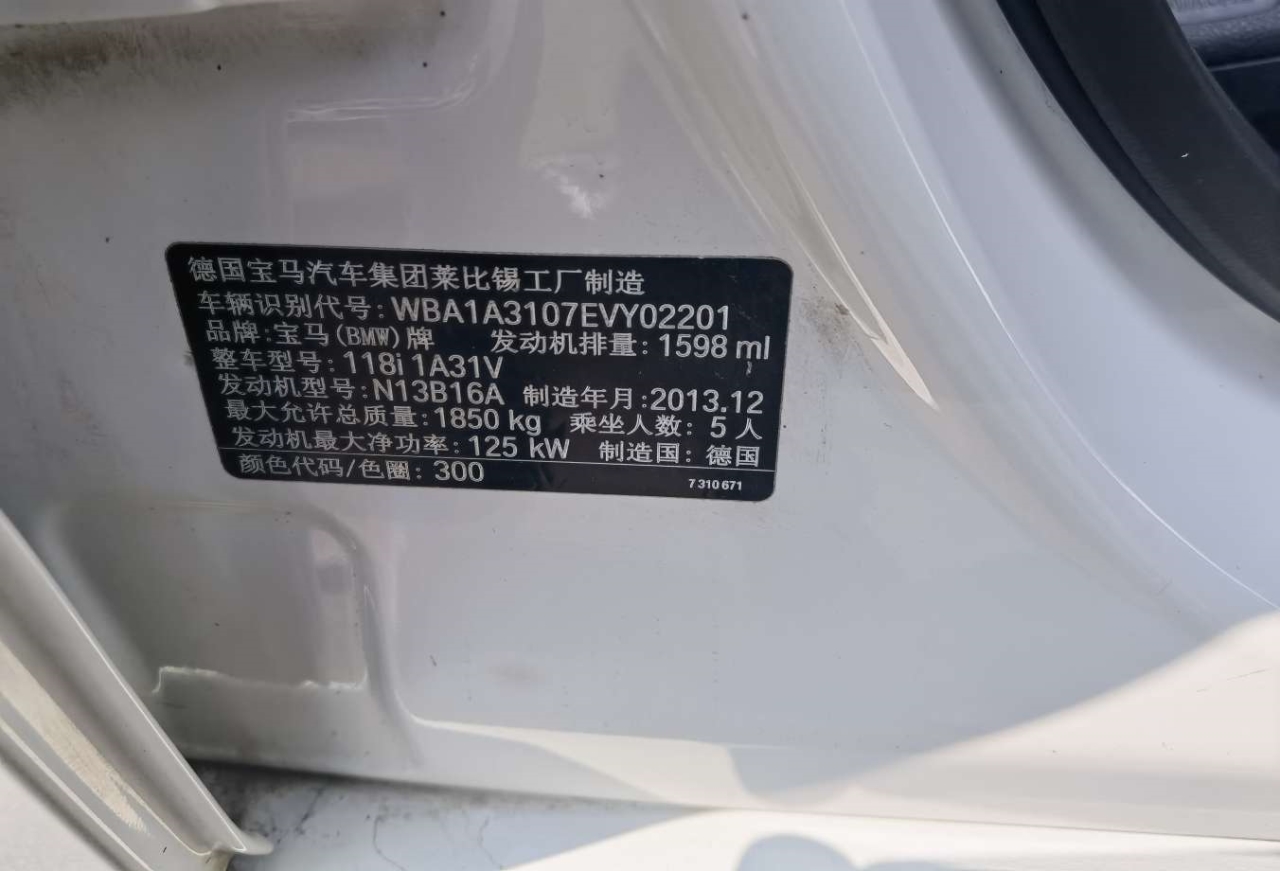 德国宝马汽车集团莱比锡工厂制造
车辆识别代号:WBA1A3107EVY02201
品牌:宝马(BMW)牌 发动机排量:1598 ml
整车型号:118i 1A31V
发动机型号:N13B16A 制造年月:2013.12
最大允许总质量:1850 kg 乘坐人数:5人
发动机最大净功率:125 kW 制造国:德国
颜色代码/色圈:300 7310671